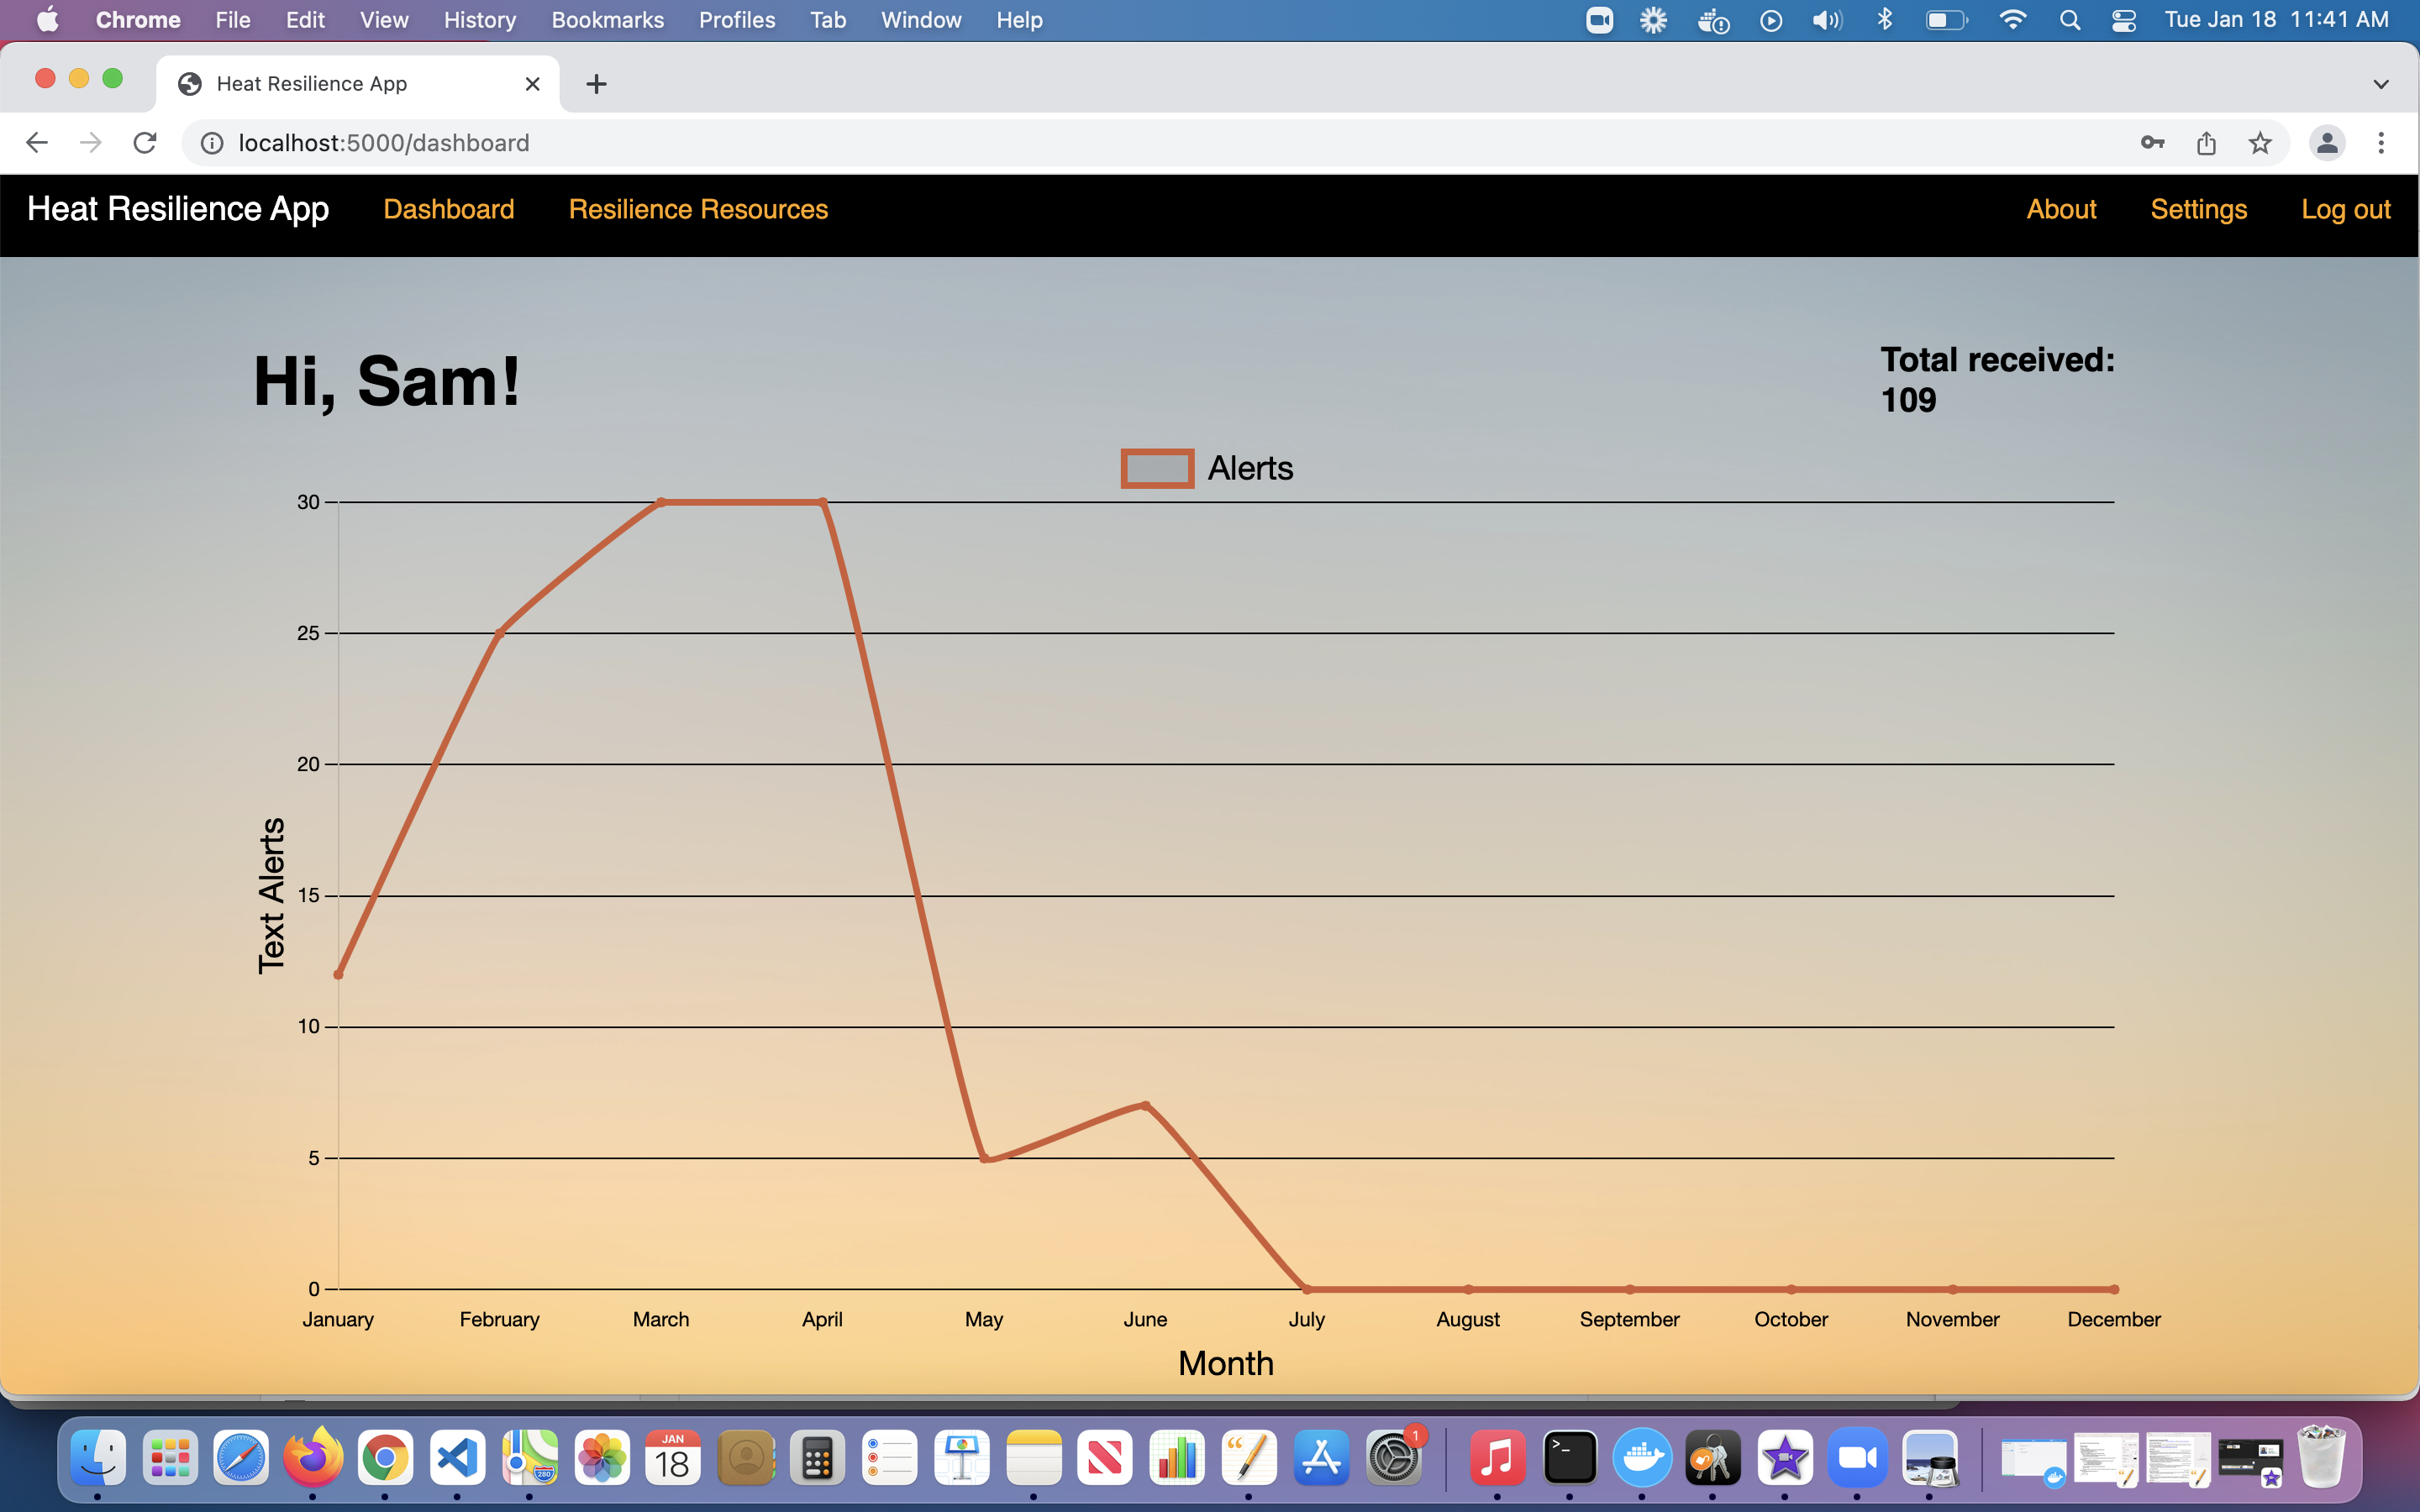 Chrome File Edit View History Bookmarks Profiles Tab Window Help Tue Jan 18 11:41 AM
Heat Resilience App
localhost:5000/dashboard
Heat Resilience App Dashboard Resilience Resources About Settings Log out
Hi, Sam!
Total received:
109
Alerts
30
25
20
Text Alerts
15
10
5
0
January February March April May June July August September October November December
Month
JAN
18
280
1